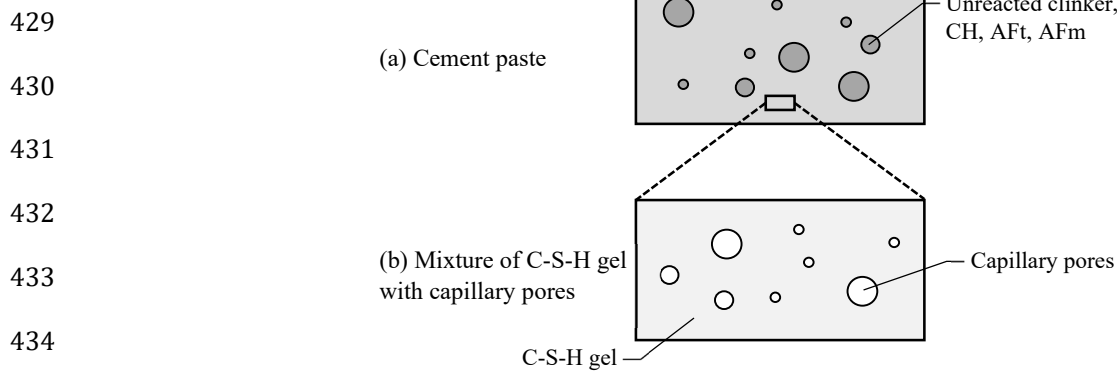 429
Unreacted clinker,
CH, AFt, AFm
(a) Cement paste
430
431
432
(b) Mixture of C-S-H gel
with capillary pores
Capillary pores
433
434
C-S-H gel